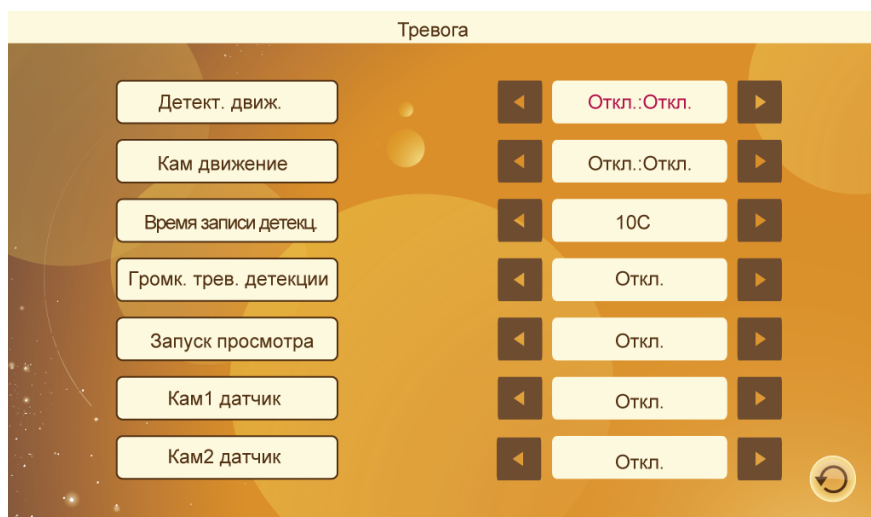 Тревога
Детект. движ. Откл.:Откл.
Кам движение Откл.:Откл.
Время записи детекц. 10С
Громк. трев. детекции Откл.
Запуск просмотра Откл.
Кам1 датчик Откл.
Кам2 датчик Откл.